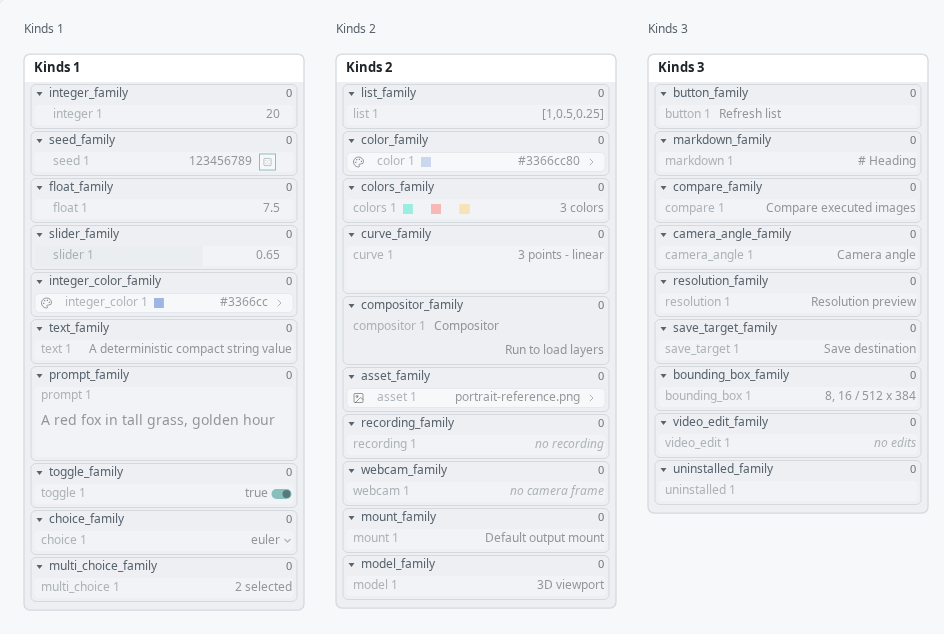 Kinds 1
Kinds 1
integer_family 0
integer 1 20
seed_family 0
seed 1 123456789
float_family 0
float 1 7.5
slider_family 0
slider 1 0.65
integer_color_family 0
integer_color 1 #3366cc
text_family 0
text 1 A deterministic compact string value
prompt_family 0
prompt 1
A red fox in tall grass, golden hour
toggle_family 0
toggle 1 true
choice_family 0
choice 1 euler
multi_choice_family 0
multi_choice 1 2 selected
Kinds 2
Kinds 2
list_family 0
list 1 [1,0.5,0.25]
color_family 0
color 1 #3366cc80
colors_family 0
colors 1 3 colors
curve_family 0
curve 1 3 points - linear
compositor_family 0
compositor 1 Compositor
Run to load layers
asset_family 0
asset 1 portrait-reference.png
recording_family 0
recording 1 no recording
webcam_family 0
webcam 1 no camera frame
mount_family 0
mount 1 Default output mount
model_family 0
model 1 3D viewport
Kinds 3
Kinds 3
button_family 0
button 1 Refresh list
markdown_family 0
markdown 1 # Heading
compare_family 0
compare 1 Compare executed images
camera_angle_family 0
camera_angle 1 Camera angle
resolution_family 0
resolution 1 Resolution preview
save_target_family 0
save_target 1 Save destination
bounding_box_family 0
bounding_box 1 8, 16 / 512 x 384
video_edit_family 0
video_edit 1 no edits
uninstalled_family 0
uninstalled 1